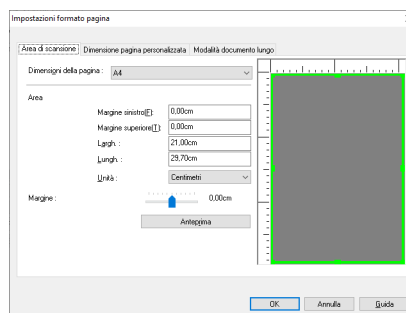 Impostazioni formato pagina
Area di scansione
Dimensione pagina personalizzata
Modalità documento lungo
Dimensigni della pagina :
A4
Area
Margine sinistro(F):
0,00cm
Margine superiore(T):
0,00cm
Largh. :
21,00cm
Lungh. :
29,70cm
Unità :
Centimetri
Margine :
0,00cm
Anteprima
OK
Annulla
Guida